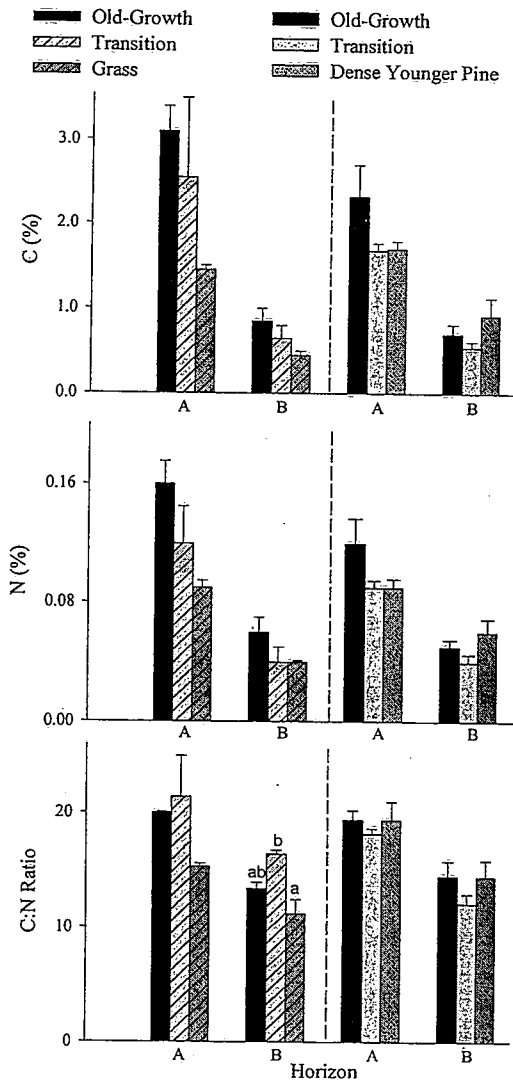 Old-Growth
Transition
Grass
Old-Growth
Transition
Dense Younger Pine
C (%)
3.0
2.0
1.0
0.0
A B A B
N (%)
0.16
0.08
0.00
A B A B
C:N Ratio
20
10
0
ab b a
A B A B
Horizon